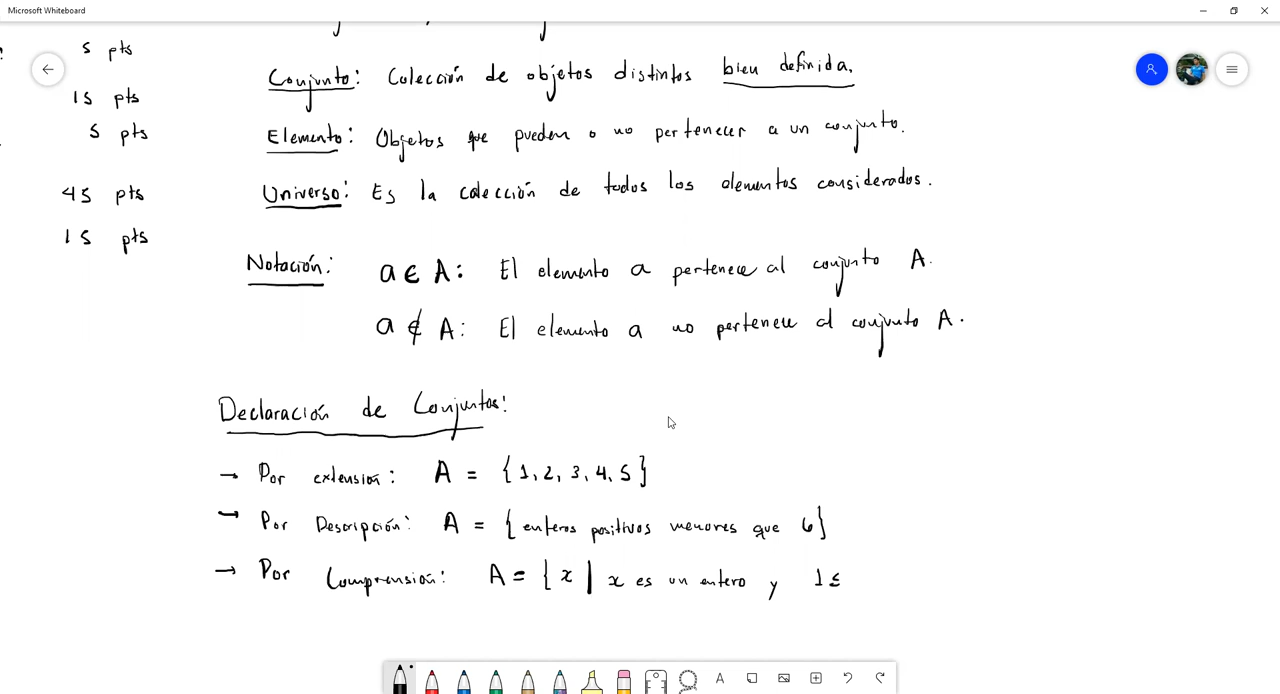 Microsoft Whiteboard
5 pts
15 pts
5 pts
45 pts
15 pts
Conjunto: Colección de objetos distintos bien definida.
Elemento: Objetos que pueden o no pertenecer a un conjunto.
Universo: Es la colección de todos los elementos considerados.
Notación: a ∈ A: El elemento a pertenece al conjunto A.
a ∉ A: El elemento a no pertenece al conjunto A.
Declaración de Conjuntos:
→ Por extensión: A = {1, 2, 3, 4, 5}
→ Por Descripción: A = {enteros positivos menores que 6}
→ Por Comprensión: A = {x | x es un entero y 1 ≤
A